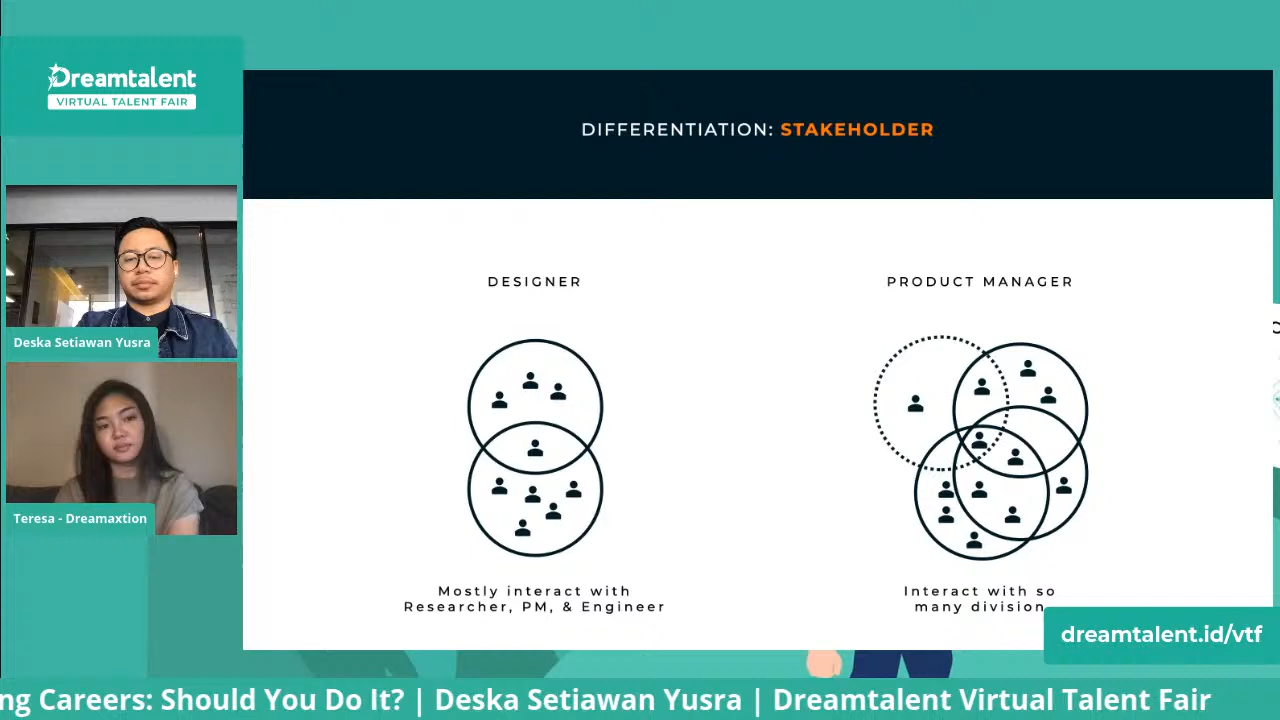 Dreamtalent
VIRTUAL TALENT FAIR
DIFFERENTIATION: STAKEHOLDER
Deska Setiawan Yusra
Teresa - Dreamaxtion
DESIGNER
Mostly interact with
Researcher, PM, & Engineer
PRODUCT MANAGER
Interact with so
many division
dreamtalent.id/vtf
ng Careers: Should You Do It? | Deska Setiawan Yusra | Dreamtalent Virtual Talent Fair